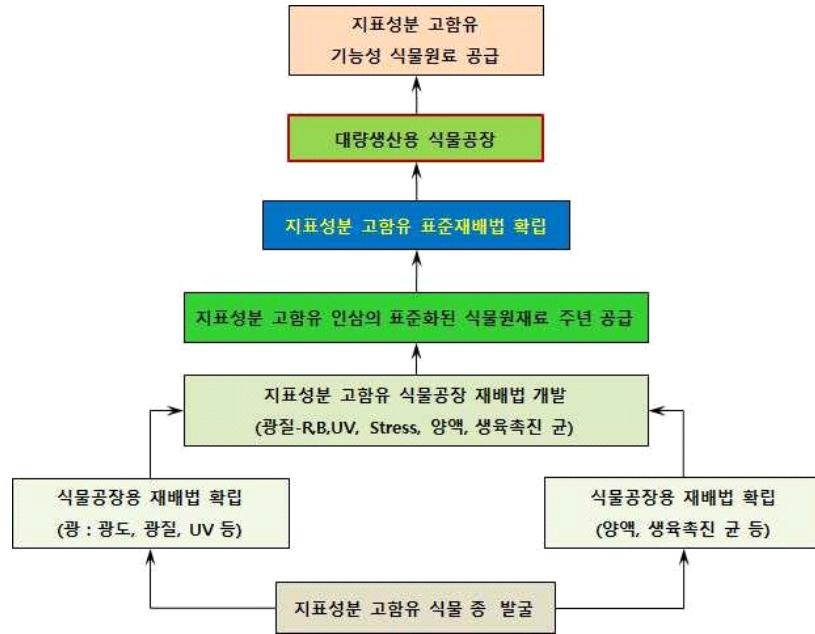 지표성분 고함유
기능성 식물원료 공급
대량생산용 식물공장
지표성분 고함유 표준재배법 확립
지표성분 고함유 인삼의 표준화된 식물원재료 주년 공급
지표성분 고함유 식물공장 재배법 개발
(광질-R,B,UV, Stress, 양액, 생육촉진 균)
식물공장용 재배법 확립
(광 : 광도, 광질, UV 등)
식물공장용 재배법 확립
(양액, 생육촉진 균 등)
지표성분 고함유 식물 종 발굴